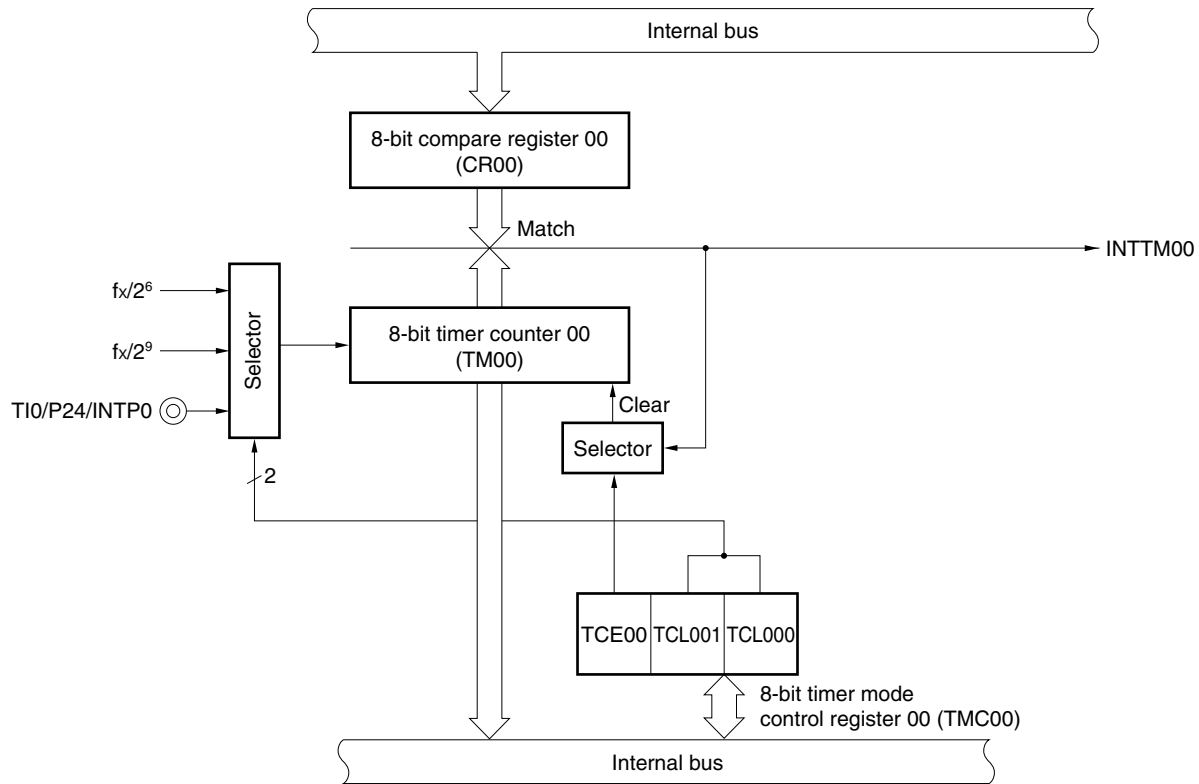 Internal bus
8-bit compare register 00
(CR00)
Match
INTTM00
fX/2⁶
fX/2⁹
TI0/P24/INTP0
Selector
8-bit timer counter 00
(TM00)
Clear
Selector
2
TCE00 TCL001 TCL000
8-bit timer mode
control register 00 (TMC00)
Internal bus